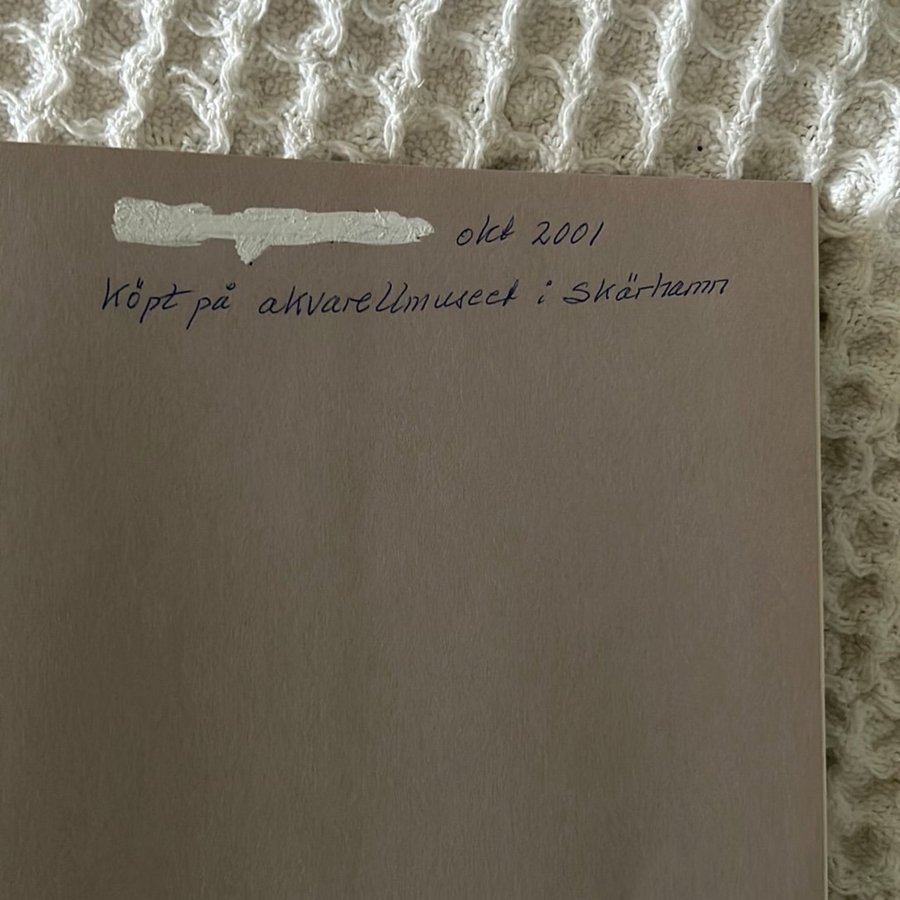 okt 2001
köpt på akvarellmuseet i Skärhamn